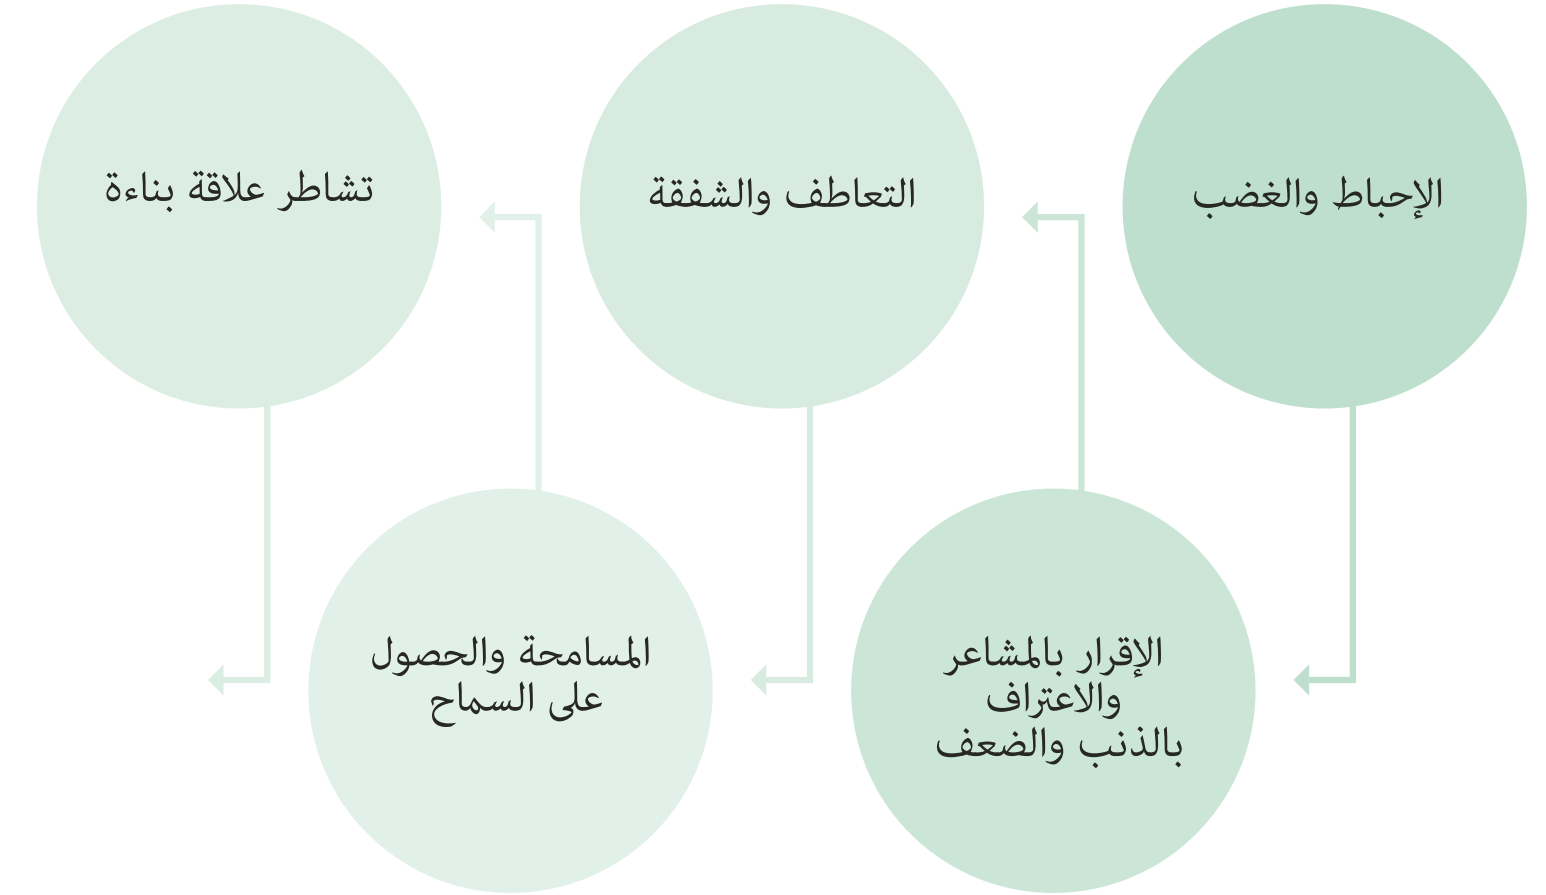 الإحباط والغضب
الإقرار بالمشاعر
والاعتراف
بالذنب والضعف
التعاطف والشفقة
المسامحة والحصول
على السماح
تشاطر علاقة بناءة